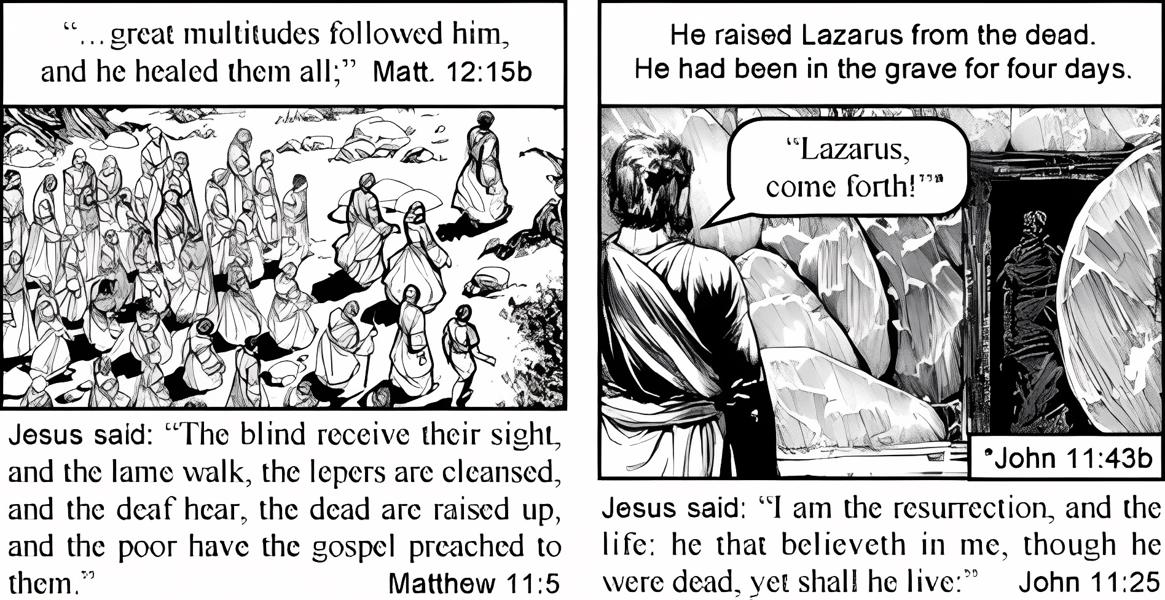 “...great multitudes followed him,
and he healed them all;” Matt. 12:15b
Jesus said: “The blind receive their sight,
and the lame walk, the lepers are cleansed,
and the deaf hear, the dead are raised up,
and the poor have the gospel preached to
them.” Matthew 11:5
He raised Lazarus from the dead.
He had been in the grave for four days.
“Lazarus,
come forth!”*
*John 11:43b
Jesus said: “I am the resurrection, and the
life: he that believeth in me, though he
were dead, yet shall he live:” John 11:25